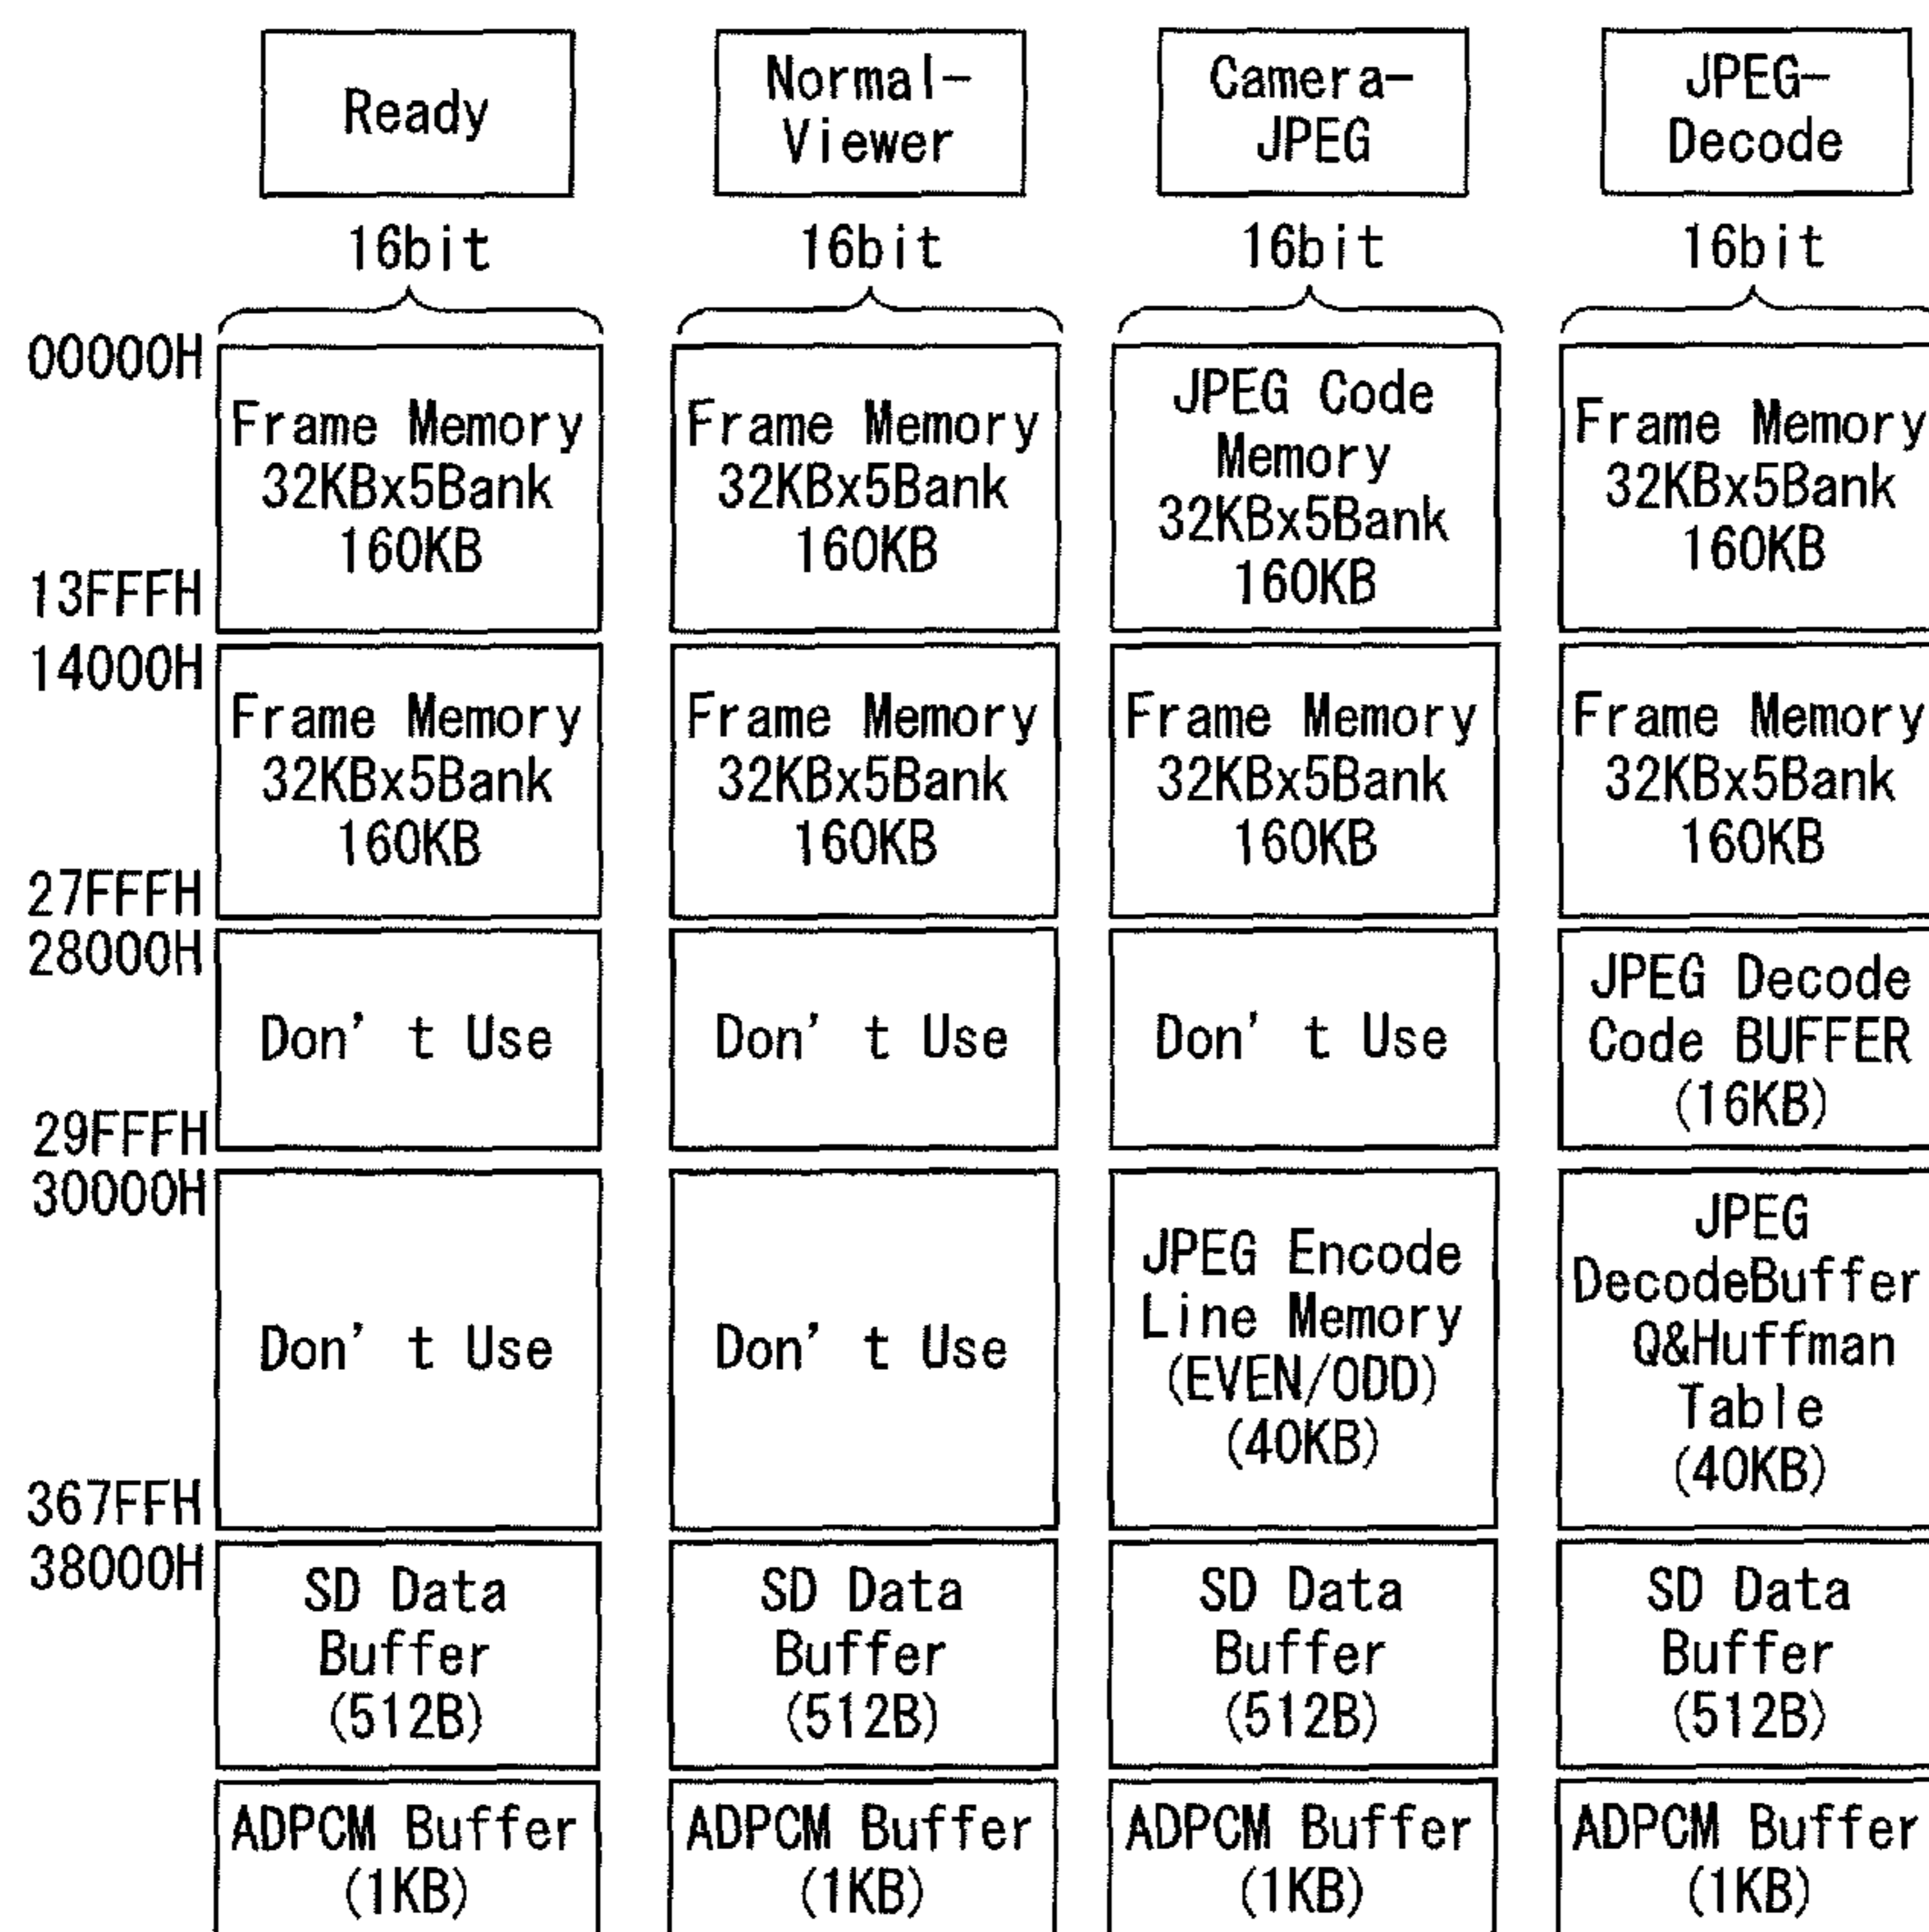 Ready
Normal-
Viewer
Camera-
JPEG
JPEG-
Decode
16bit
16bit
16bit
16bit
00000H
13FFFH
Frame Memory
32KBx5Bank
160KB
Frame Memory
32KBx5Bank
160KB
JPEG Code
Memory
32KBx5Bank
160KB
Frame Memory
32KBx5Bank
160KB
14000H
27FFFH
Frame Memory
32KBx5Bank
160KB
Frame Memory
32KBx5Bank
160KB
Frame Memory
32KBx5Bank
160KB
Frame Memory
32KBx5Bank
160KB
28000H
29FFFH
Don't Use
Don't Use
Don't Use
JPEG Decode
Code BUFFER
(16KB)
30000H
367FFH
Don't Use
Don't Use
JPEG Encode
Line Memory
(EVEN/ODD)
(40KB)
JPEG
DecodeBuffer
Q&Huffman
Table
(40KB)
38000H
SD Data
Buffer
(512B)
SD Data
Buffer
(512B)
SD Data
Buffer
(512B)
SD Data
Buffer
(512B)
ADPCM Buffer
(1KB)
ADPCM Buffer
(1KB)
ADPCM Buffer
(1KB)
ADPCM Buffer
(1KB)